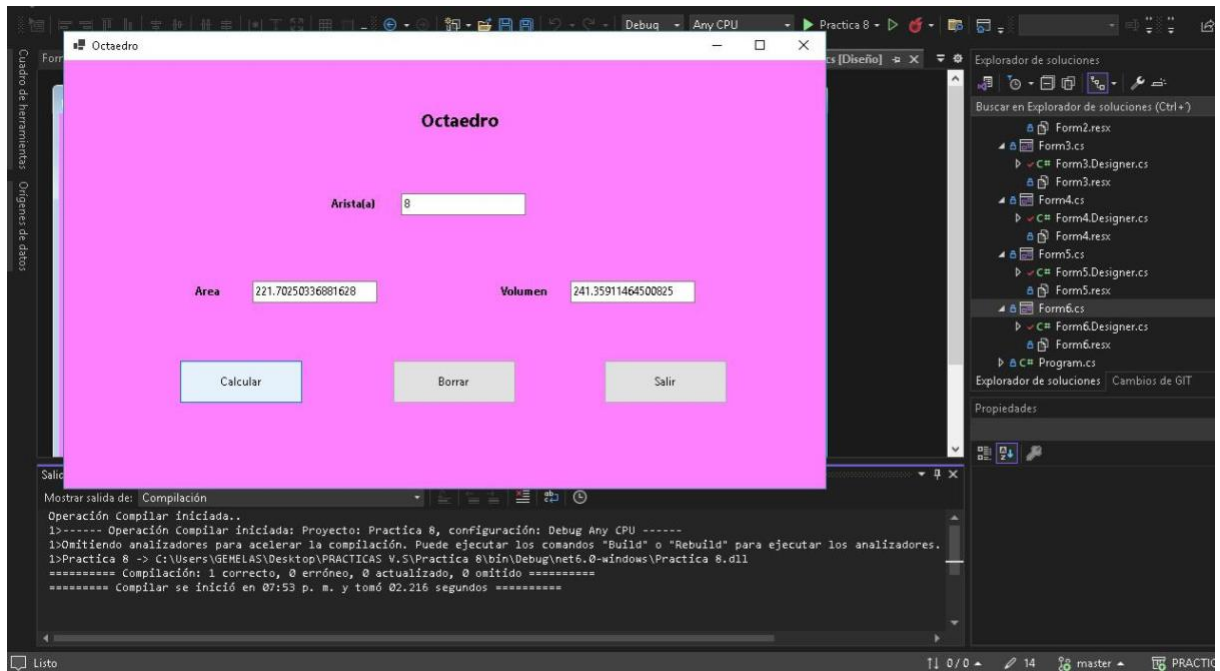 Debug Any CPU Practica 8
Octaedro
cs [Diseño]
Cuadro de herramientas
Orígenes de datos
Octaedro
Arista(a) 8
Area 221.70250336881628 Volumen 241.35911464500825
Calcular Borrar Salir
Explorador de soluciones
Buscar en Explorador de soluciones (Ctrl+´)
Form2.resx
Form3.cs
C# Form3.Designer.cs
Form3.resx
Form4.cs
C# Form4.Designer.cs
Form4.resx
Form5.cs
C# Form5.Designer.cs
Form5.resx
Form6.cs
C# Form6.Designer.cs
Form6.resx
C# Program.cs
Explorador de soluciones Cambios de GIT
Propiedades
Mostrar salida de: Compilación
Operación Compilar iniciada..
1>------ Operación Compilar iniciada: Proyecto: Practica 8, configuración: Debug Any CPU ------
1>Omitiendo analizadores para acelerar la compilación. Puede ejecutar los comandos "Build" o "Rebuild" para ejecutar los analizadores.
1>Practica 8 -> C:\Users\GEMELAS\Desktop\PRACTICAS V.S\Practica 8\bin\Debug\net6.0-windows\Practica 8.dll
========== Compilación: 1 correcto, 0 erróneo, 0 actualizado, 0 omitido ==========
========= Compilar se inició en 07:53 p. m. y tomó 02.216 segundos ==========
Listo 0/0 14 master